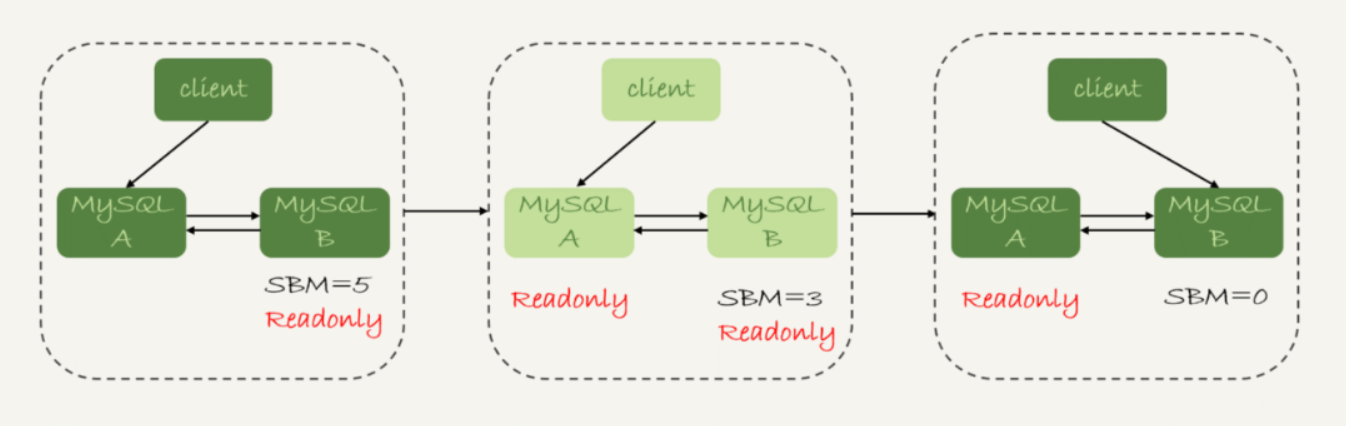 client
MySQL
A
MySQL
B
SBM=5
Readonly
client
MySQL
A
MySQL
B
Readonly
SBM=3
Readonly
client
MySQL
A
MySQL
B
Readonly
SBM=0